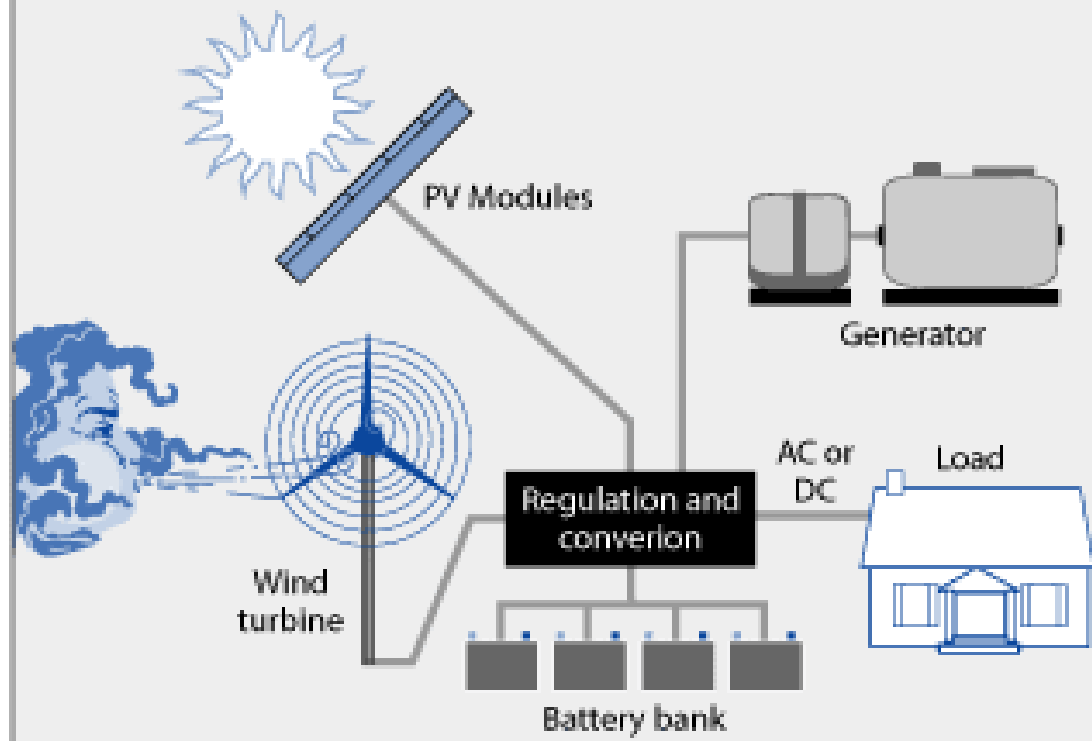 PV Modules
Generator
AC or
DC
Load
Regulation and
converion
Wind
turbine
Battery bank